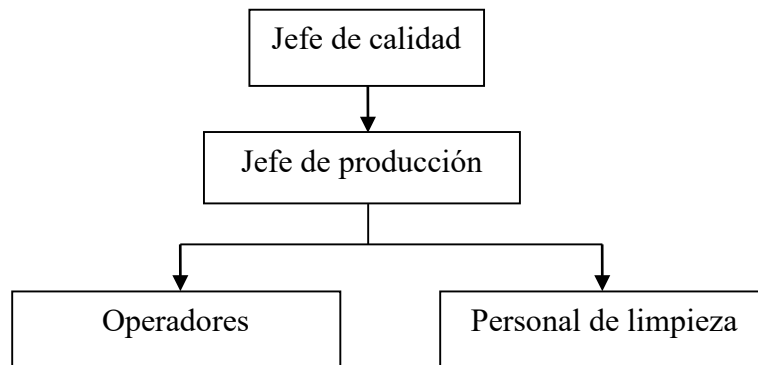 Jefe de calidad
Jefe de producción
Operadores
Personal de limpieza